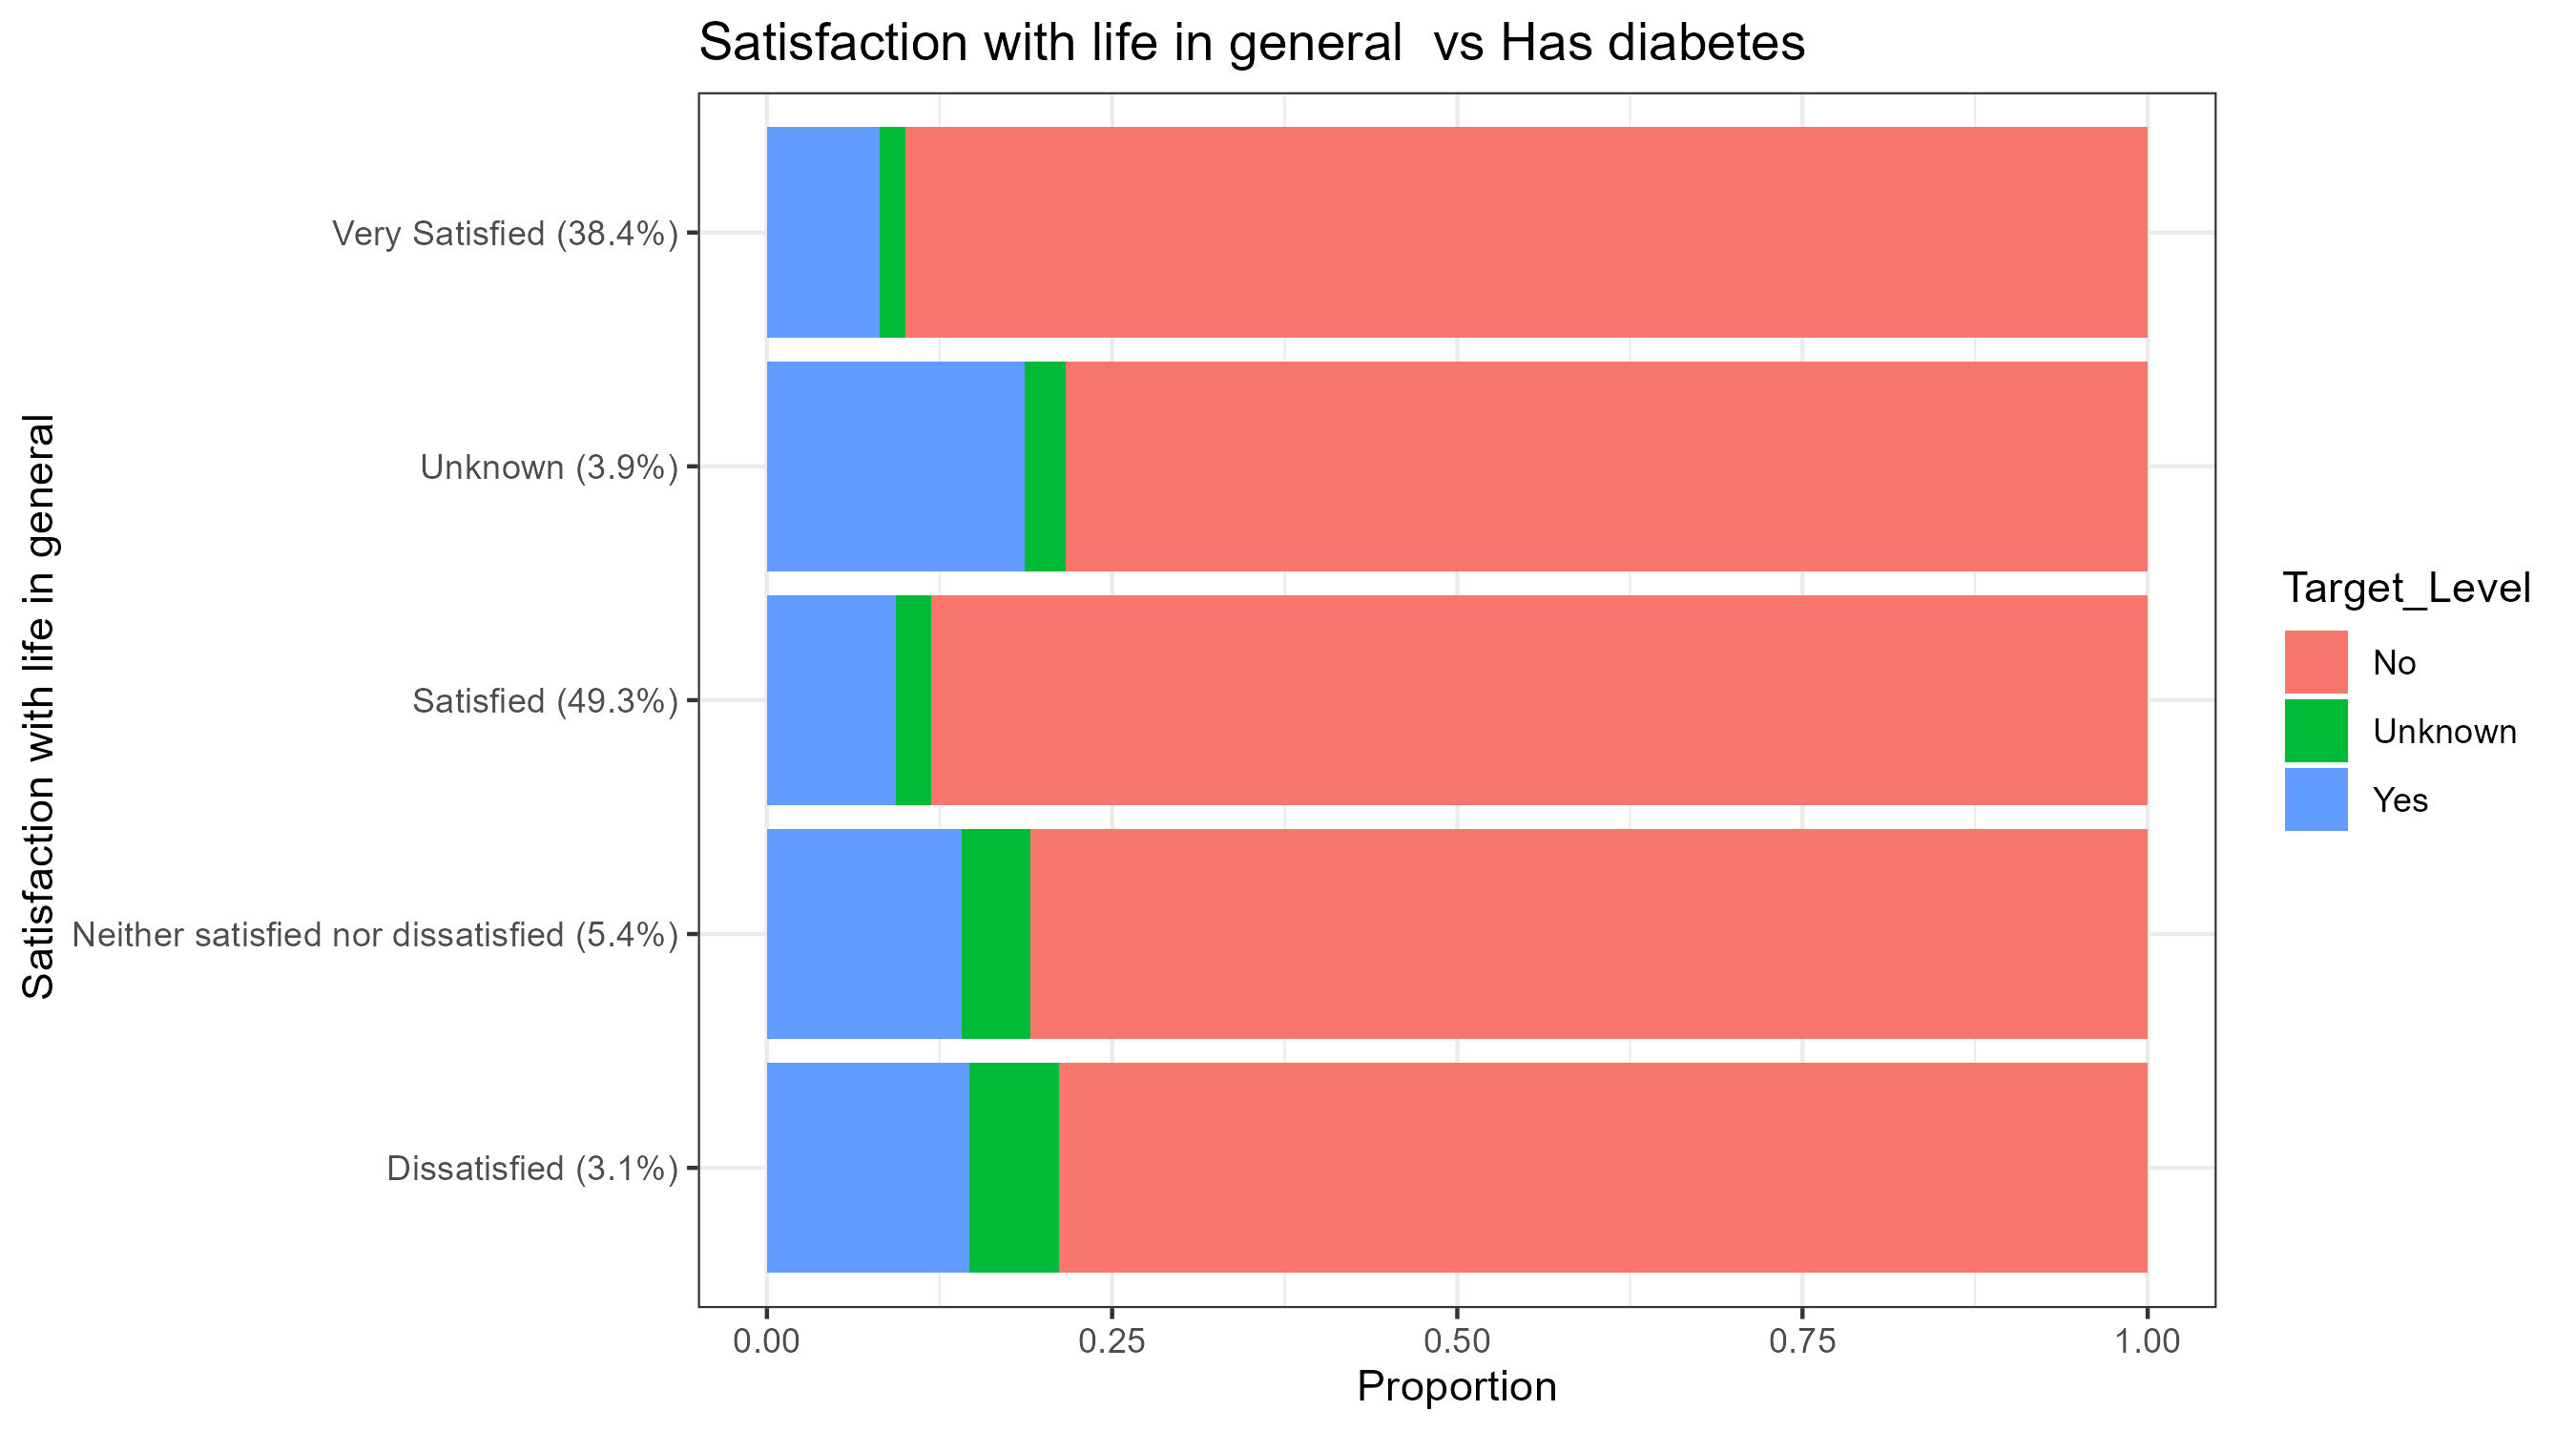 Satisfaction with life in general  vs Has diabetes
Satisfaction with life in general
Very Satisfied (38.4%)
Unknown (3.9%)
Satisfied (49.3%)
Neither satisfied nor dissatisfied (5.4%)
Dissatisfied (3.1%)
0.00 0.25 0.50 0.75 1.00
Proportion
Target_Level
No
Unknown
Yes